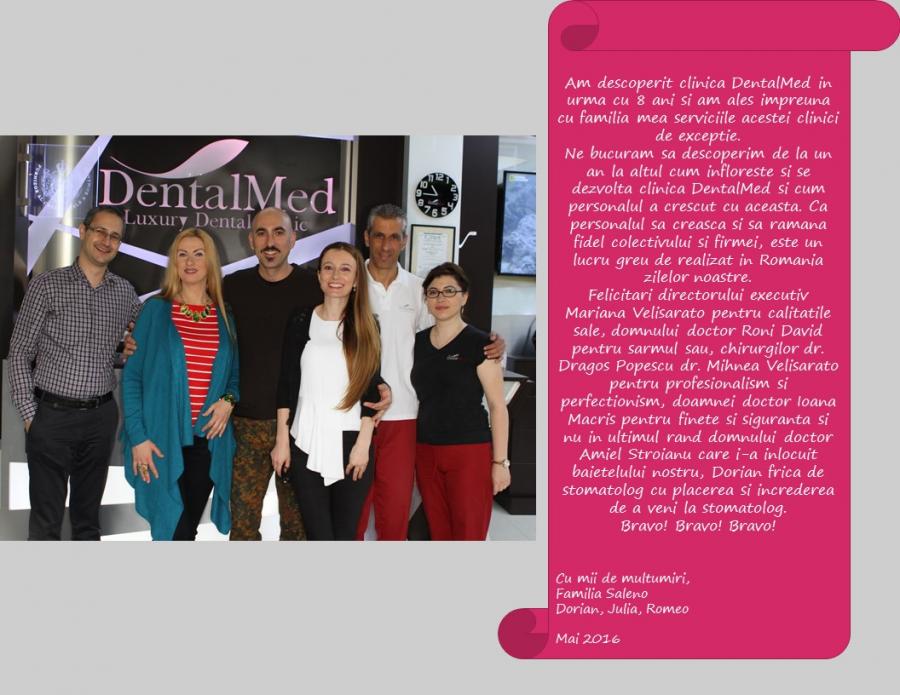 DentalMed
Luxury Dental Clinic
Am descoperit clinica DentalMed in
urma cu 8 ani si am ales impreuna
cu familia mea serviciile acestei clinici
de exceptie.
Ne bucuram sa descoperim de la un
an la altul cum infloreste si se
dezvolta clinica DentalMed si cum
personalul a crescut cu aceasta. Ca
personalul sa creasca si sa ramana
fidel colectivului si firmei, este un
lucru greu de realizat in Romania
zilelor noastre.
Felicitari directorului executiv
Mariana Velisarato pentru calitatile
sale, domnului doctor Roni David
pentru sarmul sau, chirurgilor dr.
Dragos Popescu dr. Mihnea Velisarato
pentru profesionalism si
perfectionism, doamnei doctor Ioana
Macris pentru finete si siguranta si
nu in ultimul rand domnului doctor
Amiel Stroianu care i-a inlocuit
baietelului nostru, Dorian frica de
stomatolog cu placerea si increderea
de a veni la stomatolog.
Bravo! Bravo! Bravo!
Cu mii de multumiri,
Familia Saleno
Dorian, Julia, Romeo
Mai 2016